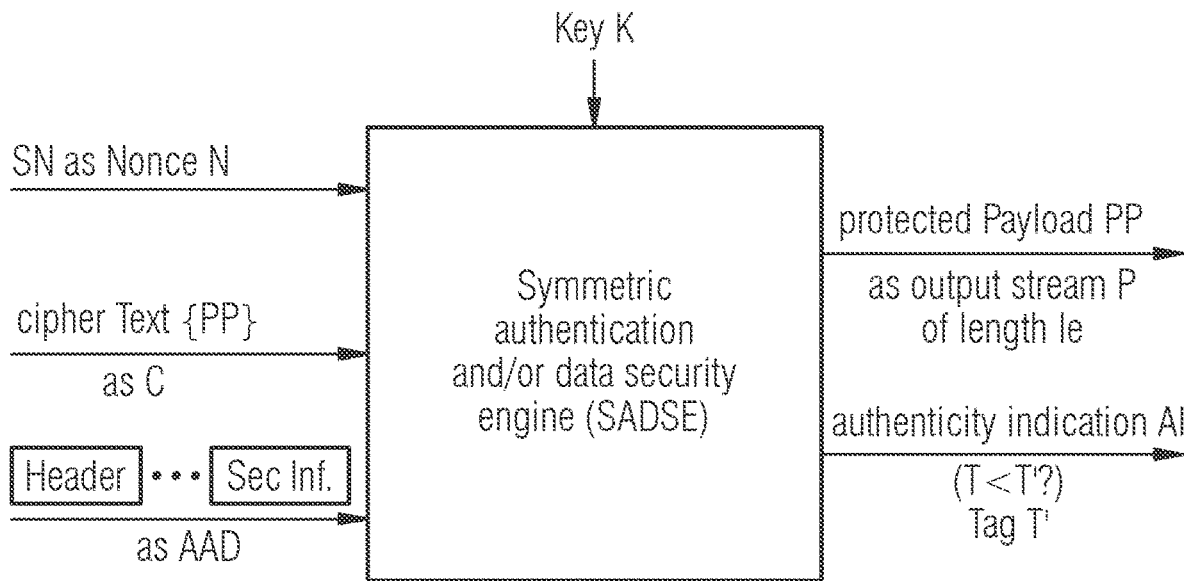 Key K
SN as Nonce N
cipher Text {PP}
as C
Header ••• Sec Inf.
as AAD
Symmetric
authentication
and/or data security
engine (SADSE)
protected Payload PP
as output stream P
of length le
authenticity indication AI
(T<T'?)
Tag T'